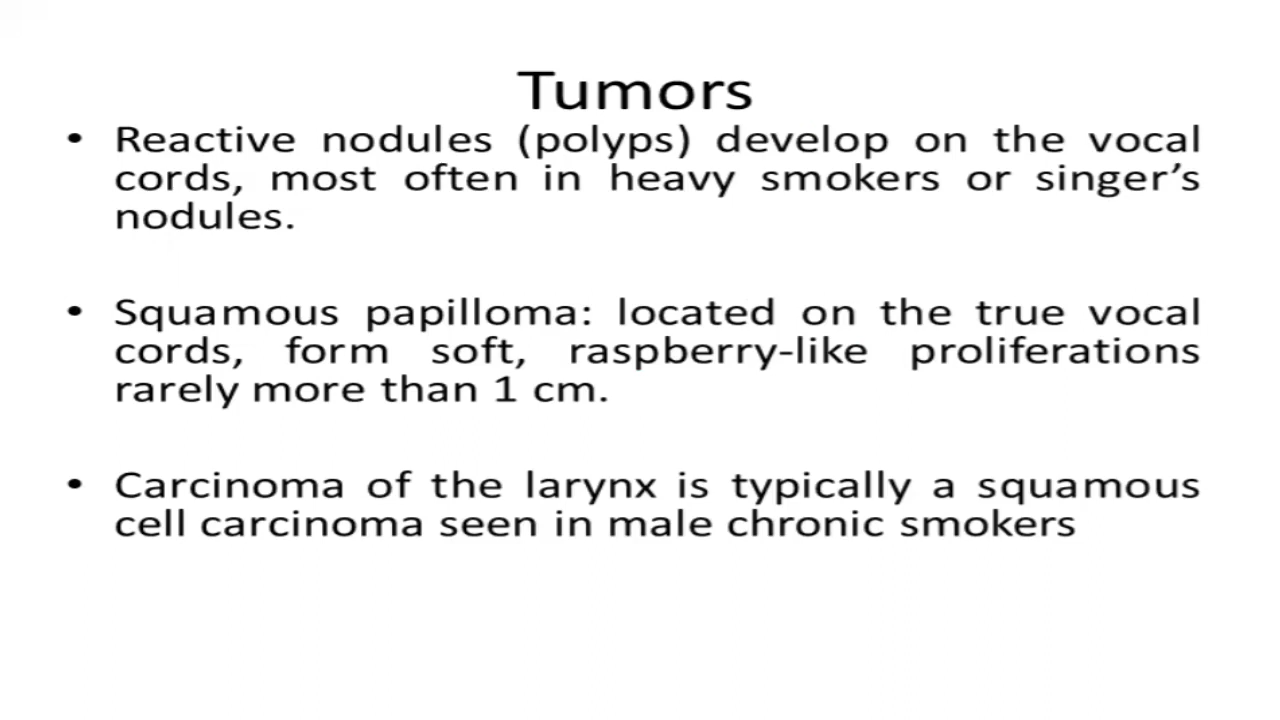 Tumors
• Reactive nodules (polyps) develop on the vocal
cords, most often in heavy smokers or singer’s
nodules.
• Squamous papilloma: located on the true vocal
cords, form soft, raspberry-like proliferations
rarely more than 1 cm.
• Carcinoma of the larynx is typically a squamous
cell carcinoma seen in male chronic smokers